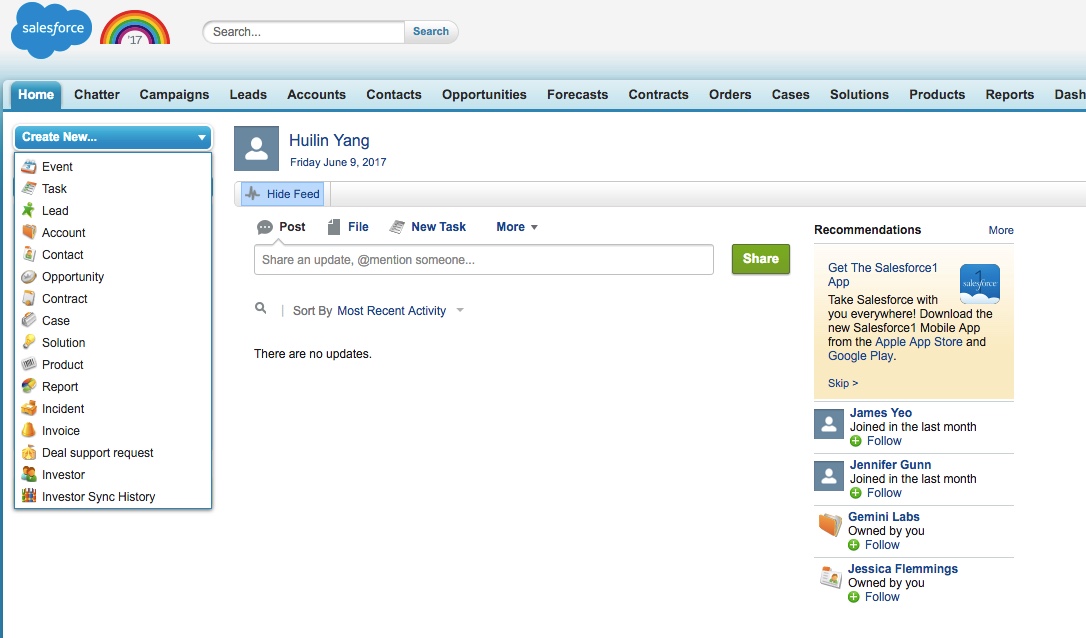 salesforce
'17
Search...
Search
Home Chatter Campaigns Leads Accounts Contacts Opportunities Forecasts Contracts Orders Cases Solutions Products Reports Dash
Create New...
Event
Task
Lead
Account
Contact
Opportunity
Contract
Case
Solution
Product
Report
Incident
Invoice
Deal support request
Investor
Investor Sync History
Huilin Yang
Friday June 9, 2017
Hide Feed
Post File New Task More
Share an update, @mention someone...
Share
Sort By Most Recent Activity
There are no updates.
Recommendations More
Get The Salesforce1
App
1
salesforce
Take Salesforce with
you everywhere! Download the
new Salesforce1 Mobile App
from the Apple App Store and
Google Play.
Skip >
James Yeo
Joined in the last month
Follow
Jennifer Gunn
Joined in the last month
Follow
Gemini Labs
Owned by you
Follow
Jessica Flemmings
Owned by you
Follow